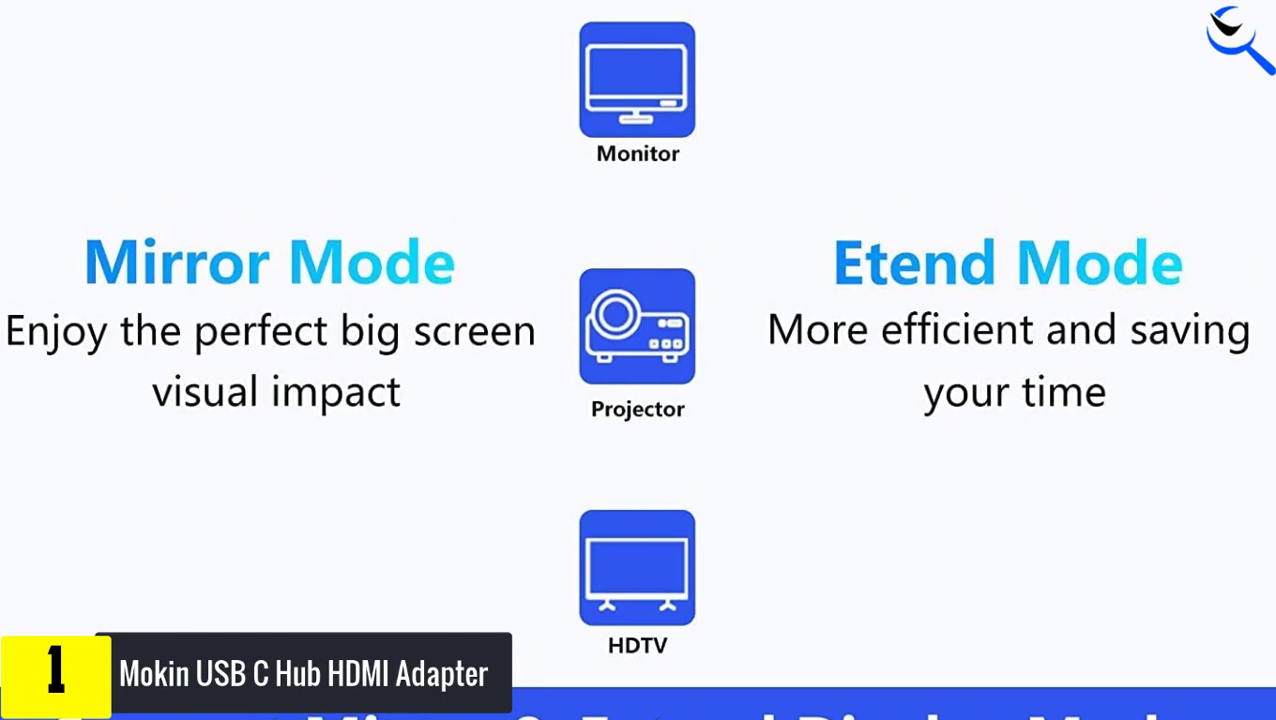 Monitor
Mirror Mode
Enjoy the perfect big screen
visual impact
Projector
Etend Mode
More efficient and saving
your time
HDTV
1
Mokin USB C Hub HDMI Adapter